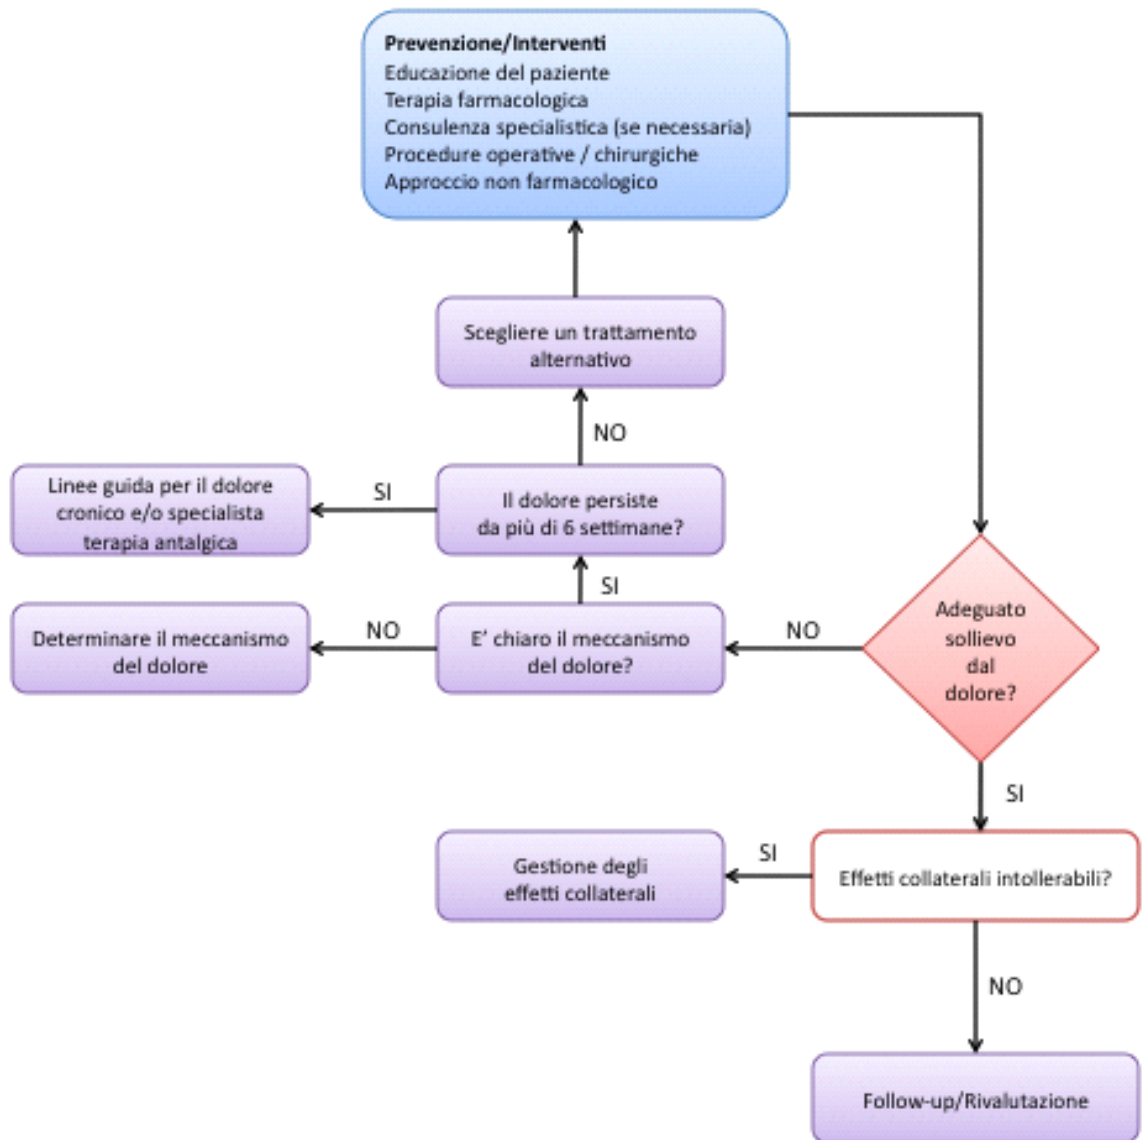 Prevenzione/Interventi
Educazione del paziente
Terapia farmacologica
Consulenza specialistica (se necessaria)
Procedure operative / chirurgiche
Approccio non farmacologico
Scegliere un trattamento
alternativo
NO
Linee guida per il dolore
cronico e/o specialista
terapia antalgica
SI
Il dolore persiste
da più di 6 settimane?
SI
Determinare il meccanismo
del dolore
NO
E' chiaro il meccanismo
del dolore?
NO
Adeguato
sollievo
dal
dolore?
SI
Gestione degli
effetti collaterali
SI
Effetti collaterali intollerabili?
NO
Follow-up/Rivalutazione